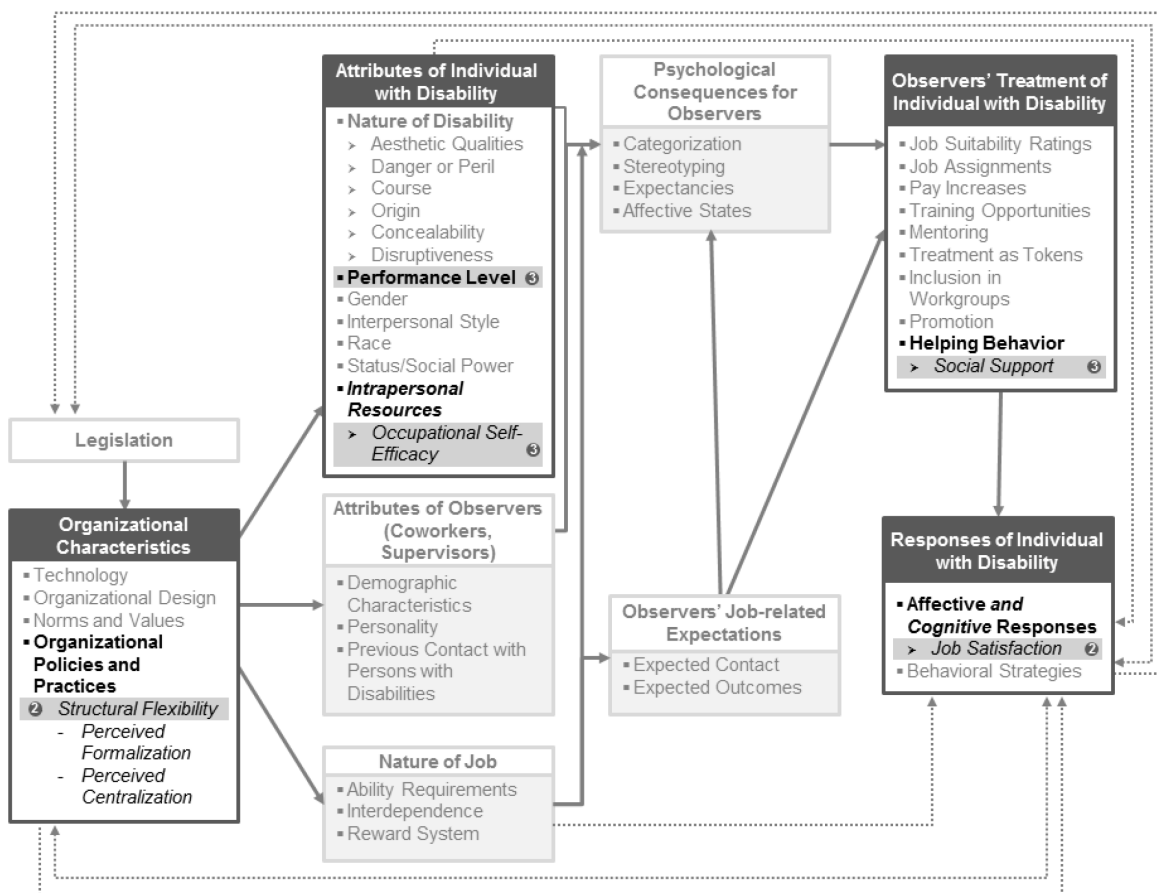 Attributes of Individual
with Disability
▪ Nature of Disability
➢ Aesthetic Qualities
➢ Danger or Peril
➢ Course
➢ Origin
➢ Concealability
➢ Disruptiveness
▪ Performance Level ❸
▪ Gender
▪ Interpersonal Style
▪ Race
▪ Status/Social Power
▪ Intrapersonal
Resources
➢ Occupational Self-
Efficacy ❸
Psychological
Consequences for
Observers
▪ Categorization
▪ Stereotyping
▪ Expectancies
▪ Affective States
Observers’ Treatment of
Individual with Disability
▪ Job Suitability Ratings
▪ Job Assignments
▪ Pay Increases
▪ Training Opportunities
▪ Mentoring
▪ Treatment as Tokens
▪ Inclusion in
Workgroups
▪ Promotion
▪ Helping Behavior
➢ Social Support ❸
Legislation
Organizational
Characteristics
▪ Technology
▪ Organizational Design
▪ Norms and Values
▪ Organizational
Policies and
Practices
❷ Structural Flexibility
- Perceived
Formalization
- Perceived
Centralization
Attributes of Observers
(Coworkers,
Supervisors)
▪ Demographic
Characteristics
▪ Personality
▪ Previous Contact with
Persons with
Disabilities
Nature of Job
▪ Ability Requirements
▪ Interdependence
▪ Reward System
Observers’ Job-related
Expectations
▪ Expected Contact
▪ Expected Outcomes
Responses of Individual
with Disability
▪ Affective and
Cognitive Responses
➢ Job Satisfaction ❷
▪ Behavioral Strategies